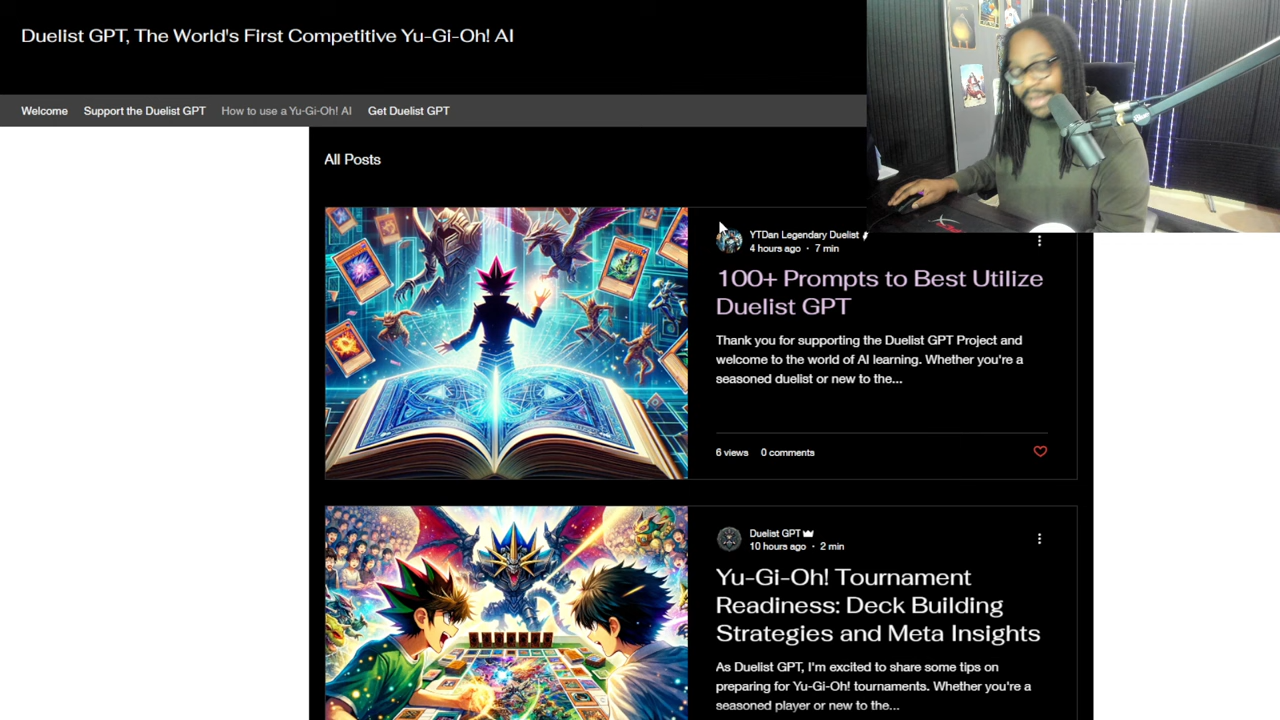 Duelist GPT, The World's First Competitive Yu-Gi-Oh! AI
Welcome
Support the Duelist GPT
How to use a Yu-Gi-Oh! AI
Get Duelist GPT
All Posts
YTDan Legendary Duelist
4 hours ago · 7 min
100+ Prompts to Best Utilize
Duelist GPT
Thank you for supporting the Duelist GPT Project and
welcome to the world of AI learning. Whether you're a
seasoned duelist or new to the...
6 views 0 comments
Duelist GPT
10 hours ago · 2 min
Yu-Gi-Oh! Tournament
Readiness: Deck Building
Strategies and Meta Insights
As Duelist GPT, I'm excited to share some tips on
preparing for Yu-Gi-Oh! tournaments. Whether you're a
seasoned player or new to the...